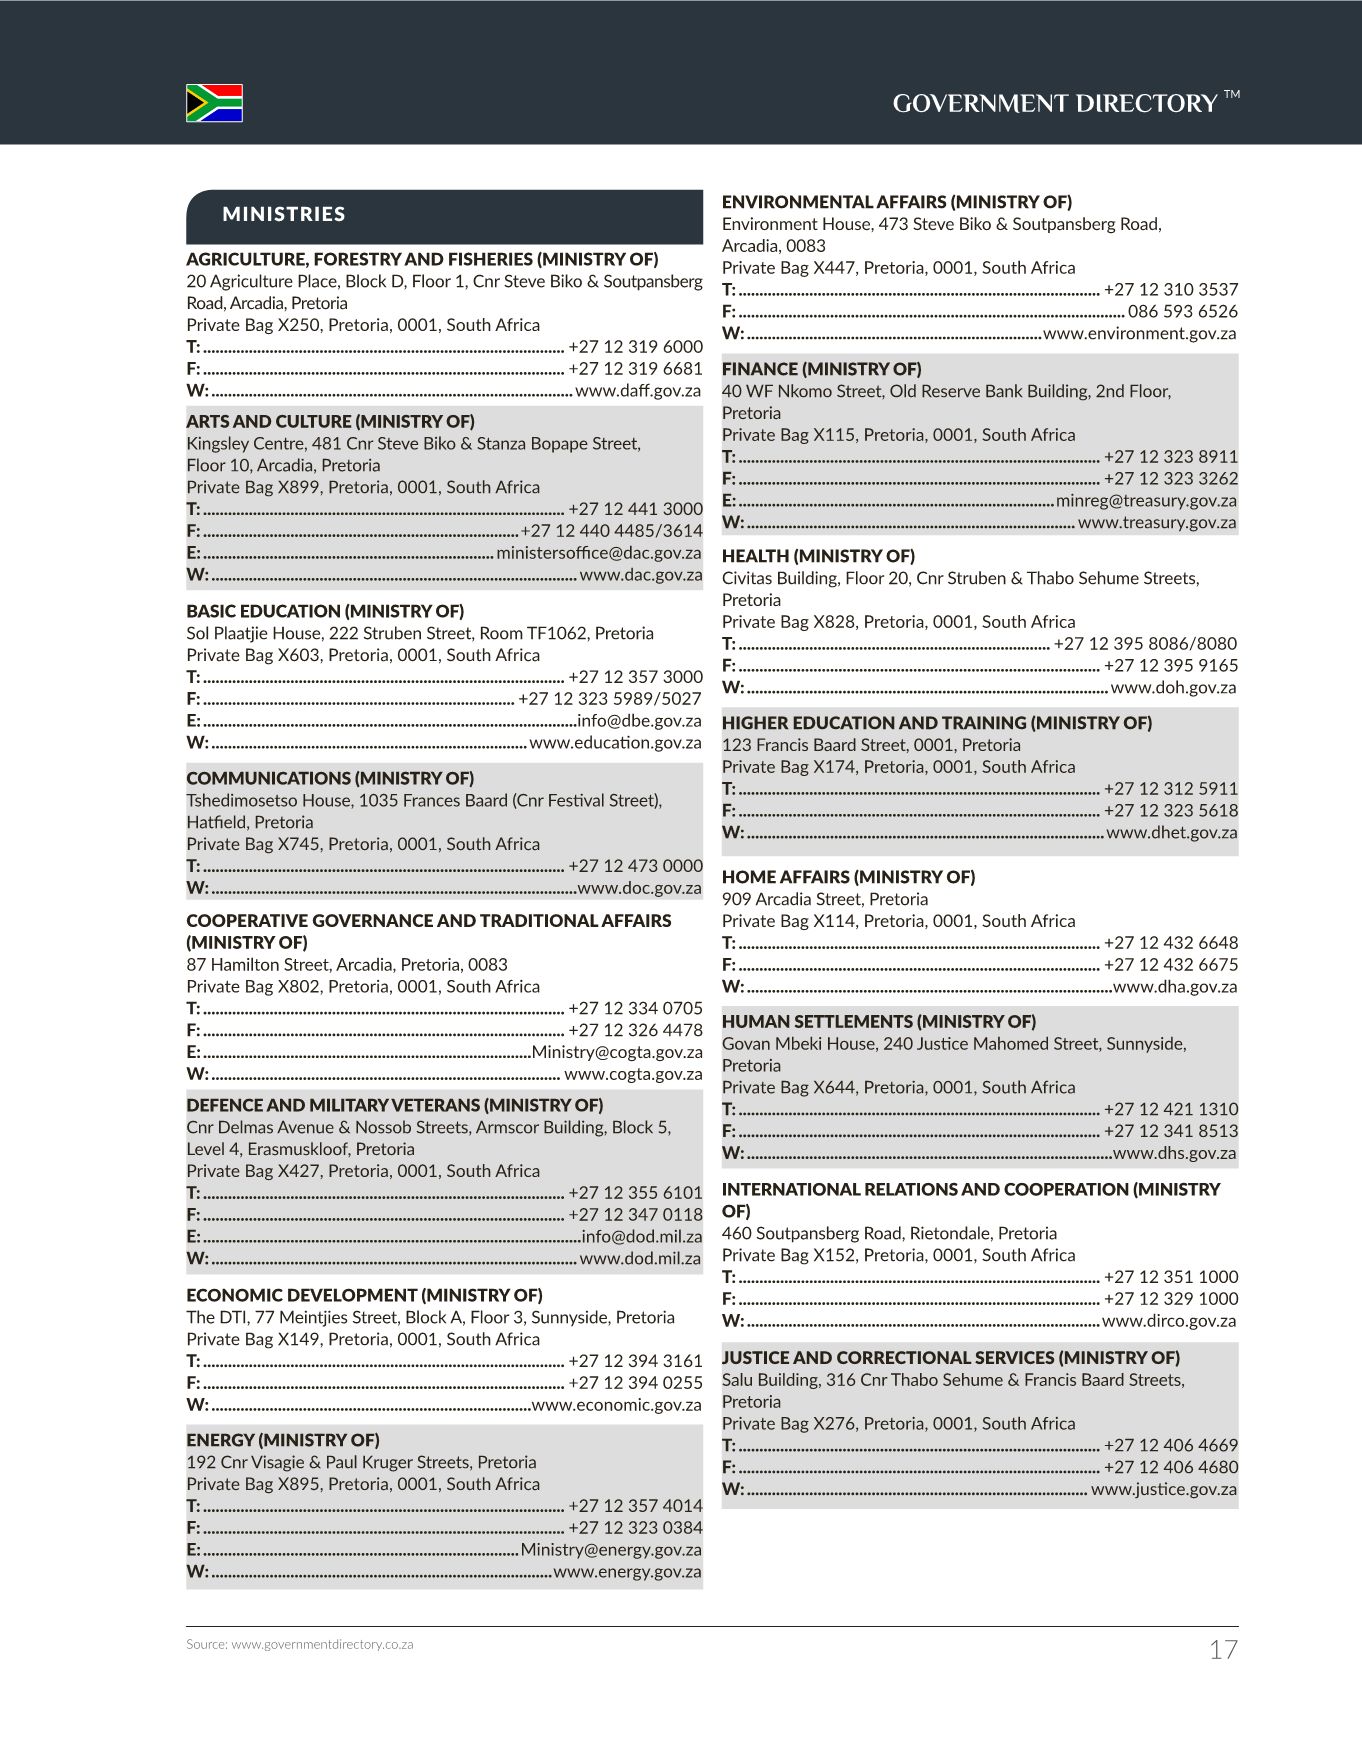 GOVERNMENT DIRECTORY ™
MINISTRIES
AGRICULTURE, FORESTRY AND FISHERIES (MINISTRY OF)
20 Agriculture Place, Block D, Floor 1, Cnr Steve Biko & Soutpansberg
Road, Arcadia, Pretoria
Private Bag X250, Pretoria, 0001, South Africa
T: +27 12 319 6000
F: +27 12 319 6681
W: www.daff.gov.za
ARTS AND CULTURE (MINISTRY OF)
Kingsley Centre, 481 Cnr Steve Biko & Stanza Bopape Street,
Floor 10, Arcadia, Pretoria
Private Bag X899, Pretoria, 0001, South Africa
T: +27 12 441 3000
F: +27 12 440 4485/3614
E: ministersoffice@dac.gov.za
W: www.dac.gov.za
BASIC EDUCATION (MINISTRY OF)
Sol Plaatjie House, 222 Struben Street, Room TF1062, Pretoria
Private Bag X603, Pretoria, 0001, South Africa
T: +27 12 357 3000
F: +27 12 323 5989/5027
E: info@dbe.gov.za
W: www.education.gov.za
COMMUNICATIONS (MINISTRY OF)
Tshedimosetso House, 1035 Frances Baard (Cnr Festival Street),
Hatfield, Pretoria
Private Bag X745, Pretoria, 0001, South Africa
T: +27 12 473 0000
W: www.doc.gov.za
COOPERATIVE GOVERNANCE AND TRADITIONAL AFFAIRS
(MINISTRY OF)
87 Hamilton Street, Arcadia, Pretoria, 0083
Private Bag X802, Pretoria, 0001, South Africa
T: +27 12 334 0705
F: +27 12 326 4478
E: Ministry@cogta.gov.za
W: www.cogta.gov.za
DEFENCE AND MILITARY VETERANS (MINISTRY OF)
Cnr Delmas Avenue & Nossob Streets, Armscor Building, Block 5,
Level 4, Erasmuskloof, Pretoria
Private Bag X427, Pretoria, 0001, South Africa
T: +27 12 355 6101
F: +27 12 347 0118
E: info@dod.mil.za
W: www.dod.mil.za
ECONOMIC DEVELOPMENT (MINISTRY OF)
The DTI, 77 Meintjies Street, Block A, Floor 3, Sunnyside, Pretoria
Private Bag X149, Pretoria, 0001, South Africa
T: +27 12 394 3161
F: +27 12 394 0255
W: www.economic.gov.za
ENERGY (MINISTRY OF)
192 Cnr Visagie & Paul Kruger Streets, Pretoria
Private Bag X895, Pretoria, 0001, South Africa
T: +27 12 357 4014
F: +27 12 323 0384
E: Ministry@energy.gov.za
W: www.energy.gov.za
ENVIRONMENTAL AFFAIRS (MINISTRY OF)
Environment House, 473 Steve Biko & Soutpansberg Road,
Arcadia, 0083
Private Bag X447, Pretoria, 0001, South Africa
T: +27 12 310 3537
F: 086 593 6526
W: www.environment.gov.za
FINANCE (MINISTRY OF)
40 WF Nkomo Street, Old Reserve Bank Building, 2nd Floor,
Pretoria
Private Bag X115, Pretoria, 0001, South Africa
T: +27 12 323 8911
F: +27 12 323 3262
E: minreg@treasury.gov.za
W: www.treasury.gov.za
HEALTH (MINISTRY OF)
Civitas Building, Floor 20, Cnr Struben & Thabo Sehume Streets,
Pretoria
Private Bag X828, Pretoria, 0001, South Africa
T: +27 12 395 8086/8080
F: +27 12 395 9165
W: www.doh.gov.za
HIGHER EDUCATION AND TRAINING (MINISTRY OF)
123 Francis Baard Street, 0001, Pretoria
Private Bag X174, Pretoria, 0001, South Africa
T: +27 12 312 5911
F: +27 12 323 5618
W: www.dhet.gov.za
HOME AFFAIRS (MINISTRY OF)
909 Arcadia Street, Pretoria
Private Bag X114, Pretoria, 0001, South Africa
T: +27 12 432 6648
F: +27 12 432 6675
W: www.dha.gov.za
HUMAN SETTLEMENTS (MINISTRY OF)
Govan Mbeki House, 240 Justice Mahomed Street, Sunnyside,
Pretoria
Private Bag X644, Pretoria, 0001, South Africa
T: +27 12 421 1310
F: +27 12 341 8513
W: www.dhs.gov.za
INTERNATIONAL RELATIONS AND COOPERATION (MINISTRY
OF)
460 Soutpansberg Road, Rietondale, Pretoria
Private Bag X152, Pretoria, 0001, South Africa
T: +27 12 351 1000
F: +27 12 329 1000
W: www.dirco.gov.za
JUSTICE AND CORRECTIONAL SERVICES (MINISTRY OF)
Salu Building, 316 Cnr Thabo Sehume & Francis Baard Streets,
Pretoria
Private Bag X276, Pretoria, 0001, South Africa
T: +27 12 406 4669
F: +27 12 406 4680
W: www.justice.gov.za
Source: www.governmentdirectory.co.za
17